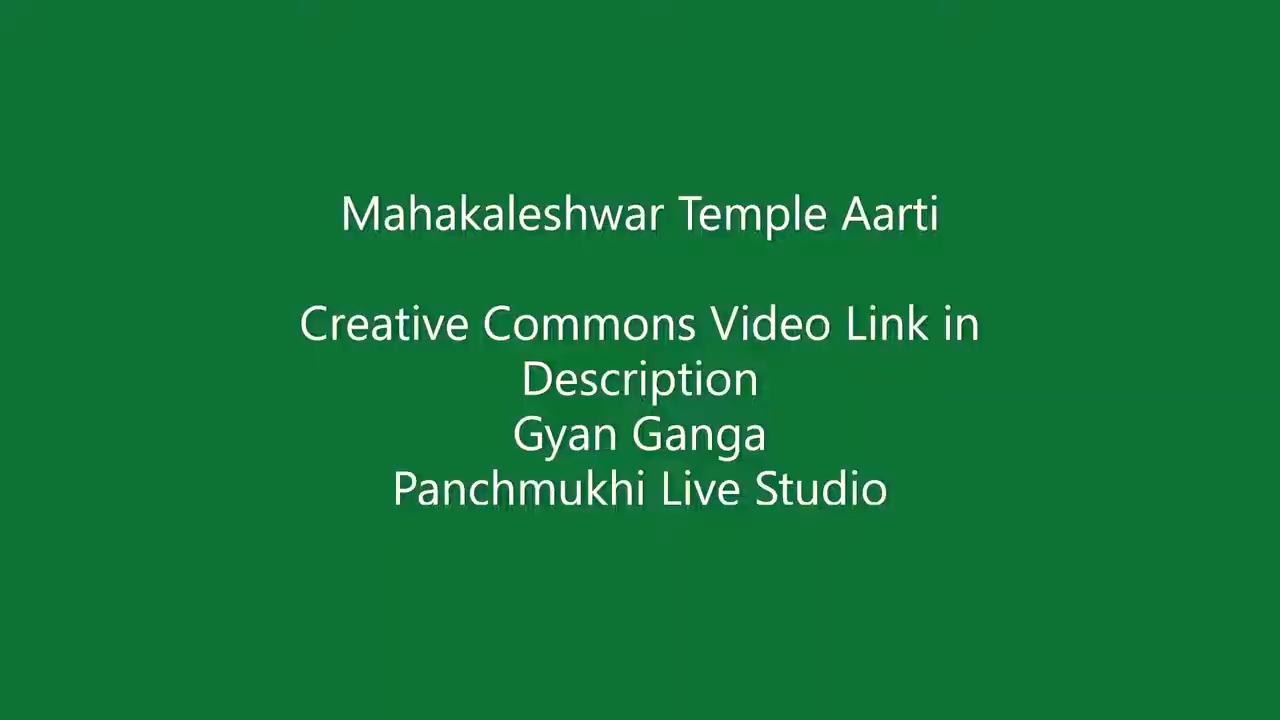 Mahakaleshwar Temple Aarti
Creative Commons Video Link in
Description
Gyan Ganga
Panchmukhi Live Studio